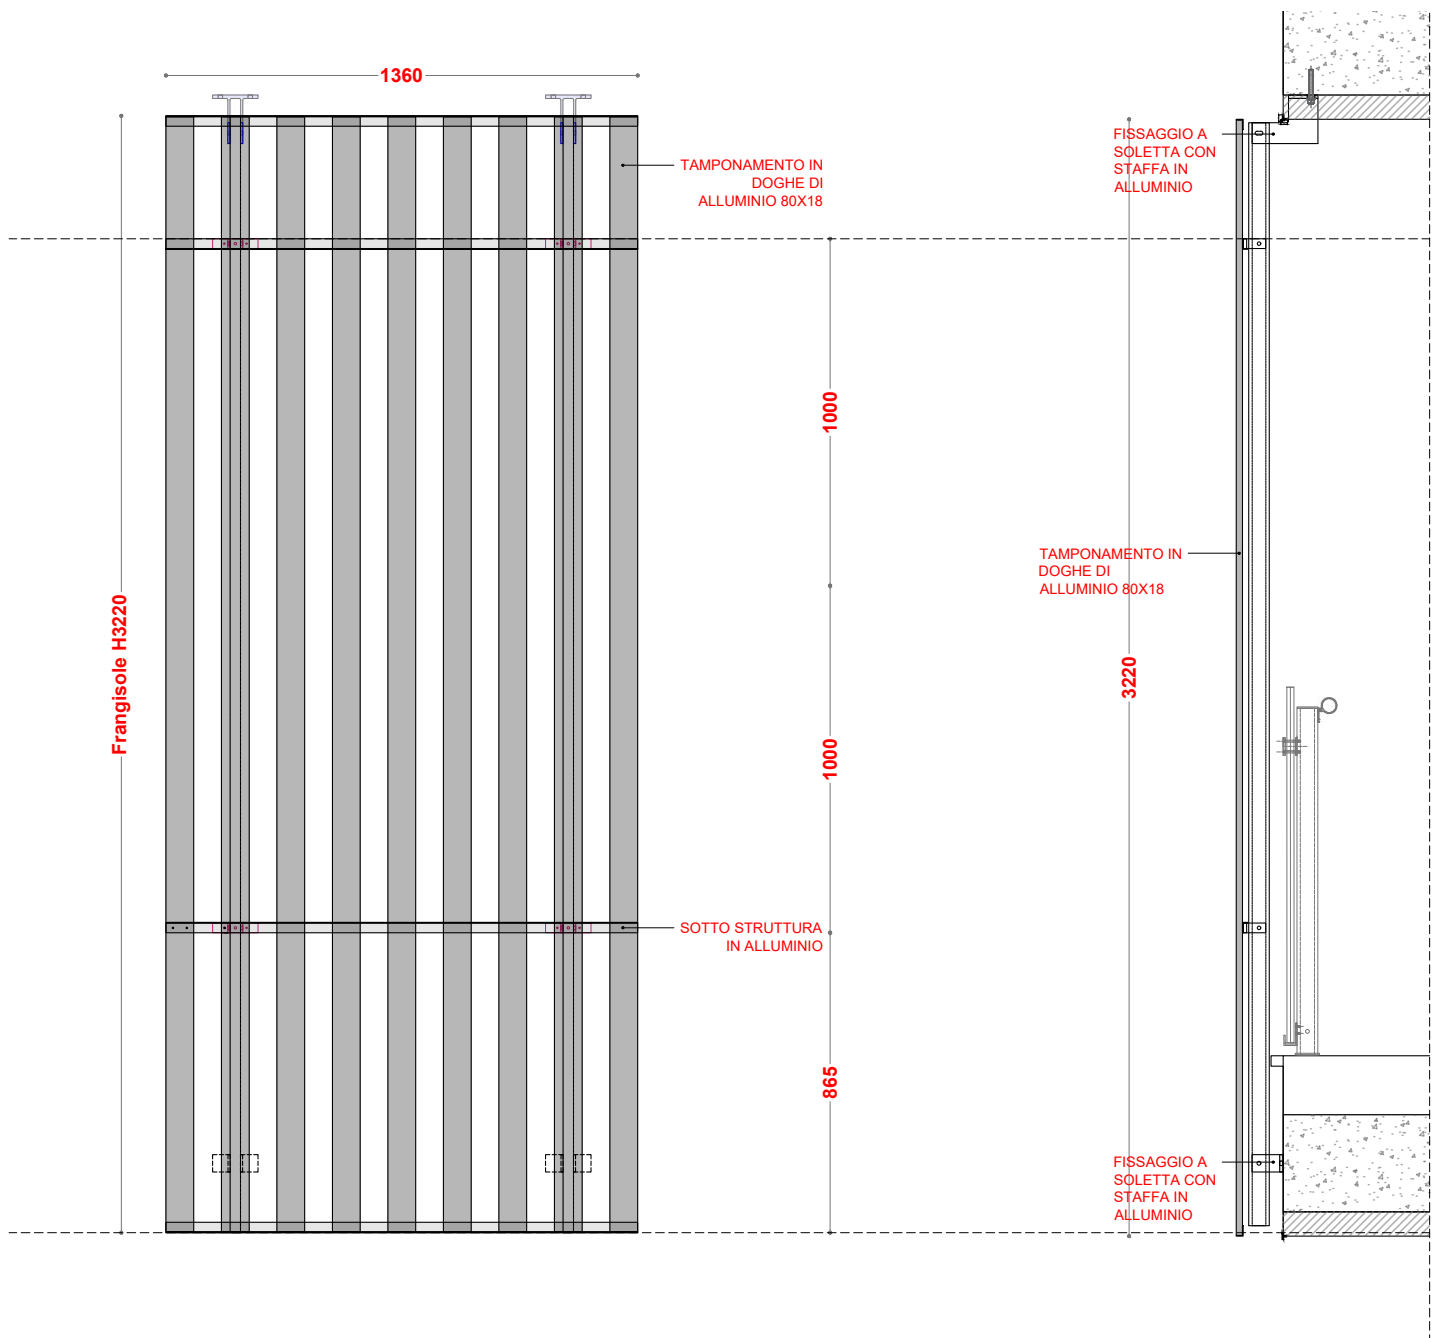 1360
TAMPONAMENTO IN
DOGHE DI
ALLUMINIO 80X18
Frangisole H3220
SOTTO STRUTTURA
IN ALLUMINIO
1000
1000
865
FISSAGGIO A
SOLETTA CON
STAFFA IN
ALLUMINIO
TAMPONAMENTO IN
DOGHE DI
ALLUMINIO 80X18
3220
FISSAGGIO A
SOLETTA CON
STAFFA IN
ALLUMINIO